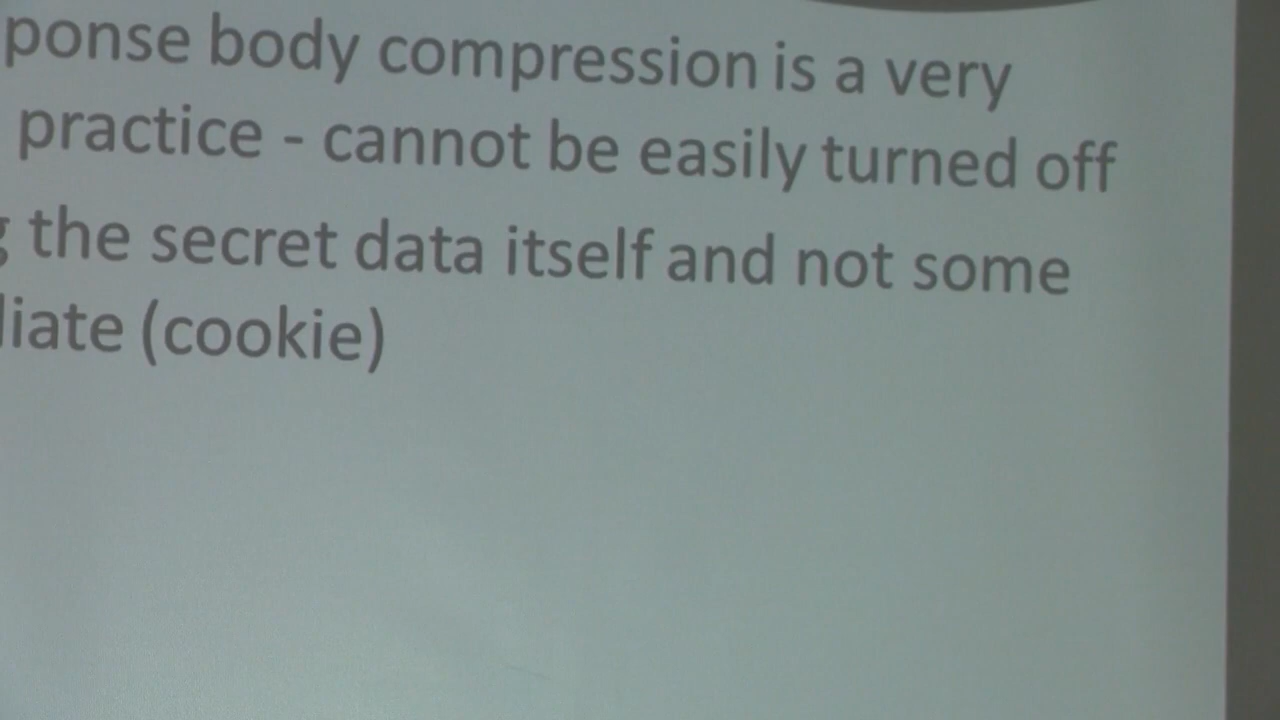 ponse body compression is a very
practice - cannot be easily turned off
the secret data itself and not some
liate (cookie)